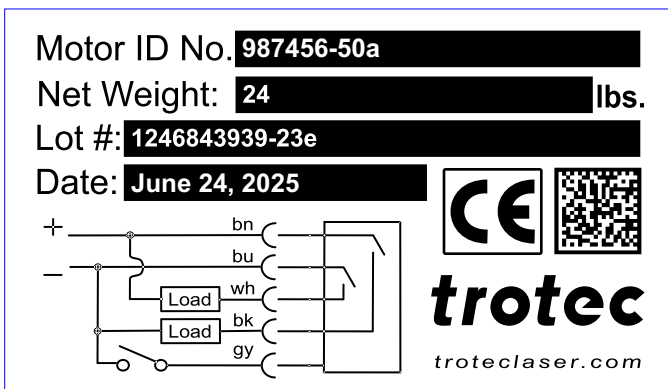 Motor ID No. 987456-50a
Net Weight: 24 lbs.
Lot #: 1246843939-23e
Date: June 24, 2025
CE
+ bn
− bu
Load wh
Load bk
gy
trotec
troteclaser.com